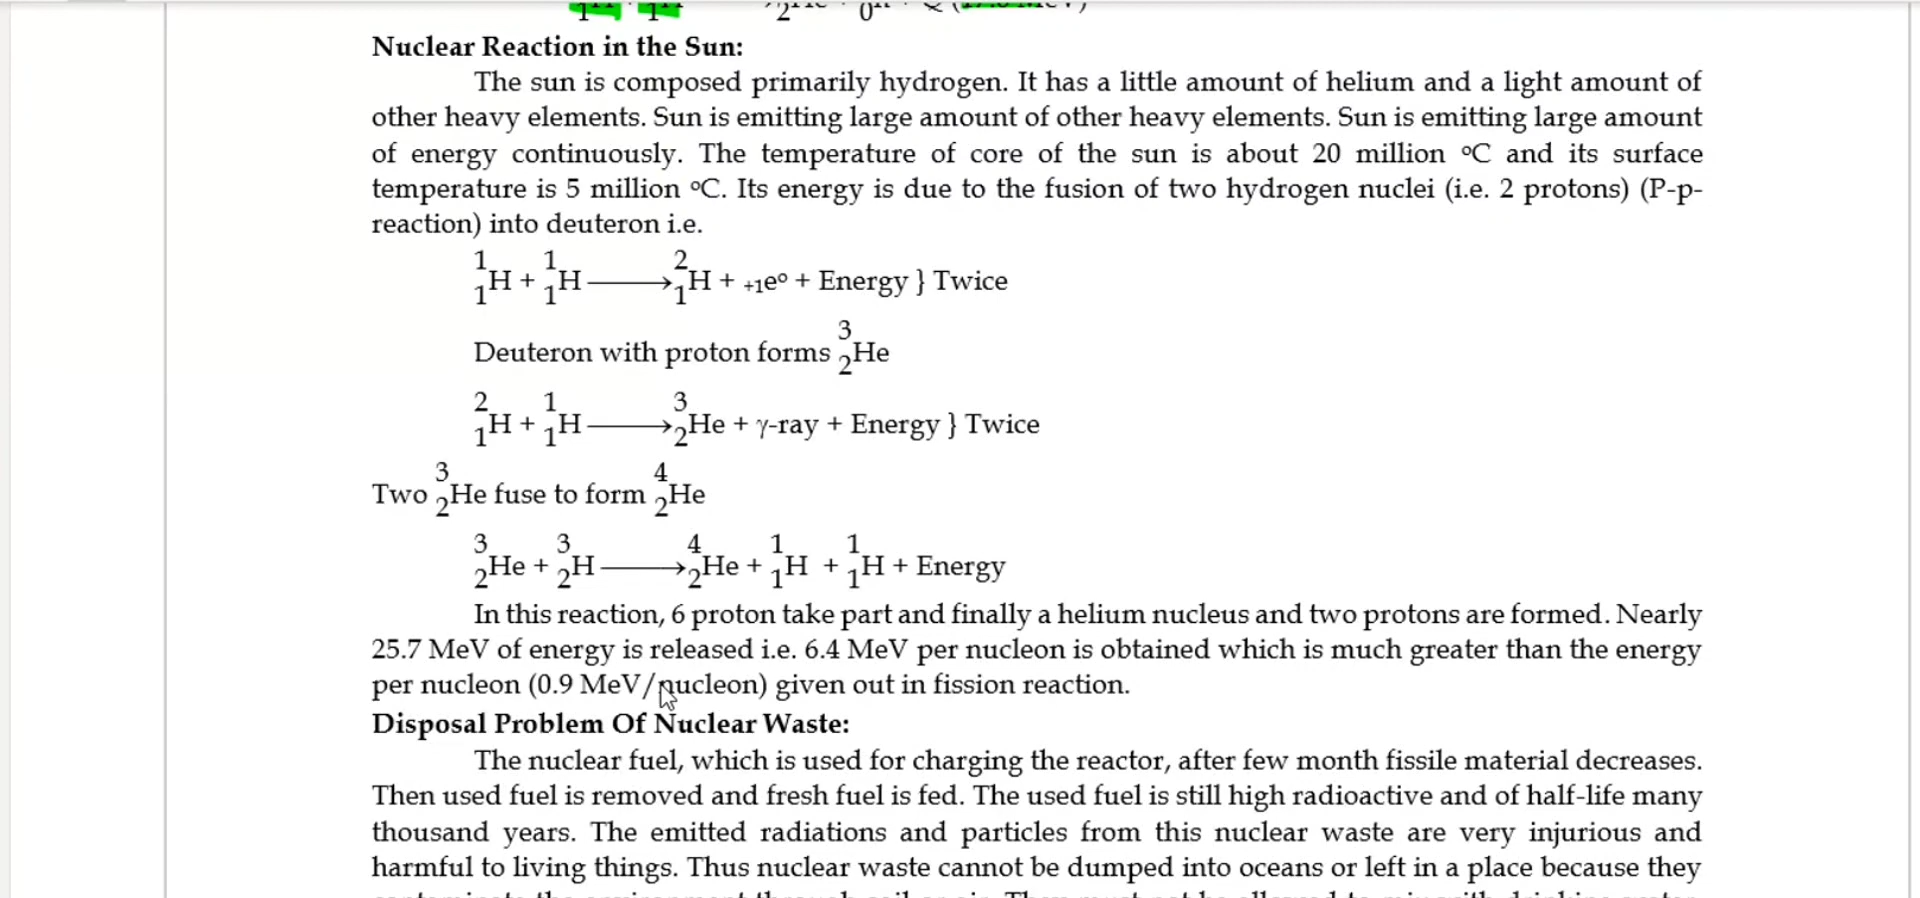 Nuclear Reaction in the Sun:
The sun is composed primarily hydrogen. It has a little amount of helium and a light amount of
other heavy elements. Sun is emitting large amount of other heavy elements. Sun is emitting large amount
of energy continuously. The temperature of core of the sun is about 20 million °C and its surface
temperature is 5 million °C. Its energy is due to the fusion of two hydrogen nuclei (i.e. 2 protons) (P-p-
reaction) into deuteron i.e.
¹₁H + ¹₁H ⟶ ²₁H + ₊₁e⁰ + Energy } Twice
Deuteron with proton forms ³₂He
²₁H + ¹₁H ⟶ ³₂He + γ-ray + Energy } Twice
Two ³₂He fuse to form ⁴₂He
³₂He + ³₂H ⟶ ⁴₂He + ¹₁H + ¹₁H + Energy
In this reaction, 6 proton take part and finally a helium nucleus and two protons are formed. Nearly
25.7 MeV of energy is released i.e. 6.4 MeV per nucleon is obtained which is much greater than the energy
per nucleon (0.9 MeV/nucleon) given out in fission reaction.
Disposal Problem Of Nuclear Waste:
The nuclear fuel, which is used for charging the reactor, after few month fissile material decreases.
Then used fuel is removed and fresh fuel is fed. The used fuel is still high radioactive and of half-life many
thousand years. The emitted radiations and particles from this nuclear waste are very injurious and
harmful to living things. Thus nuclear waste cannot be dumped into oceans or left in a place because they